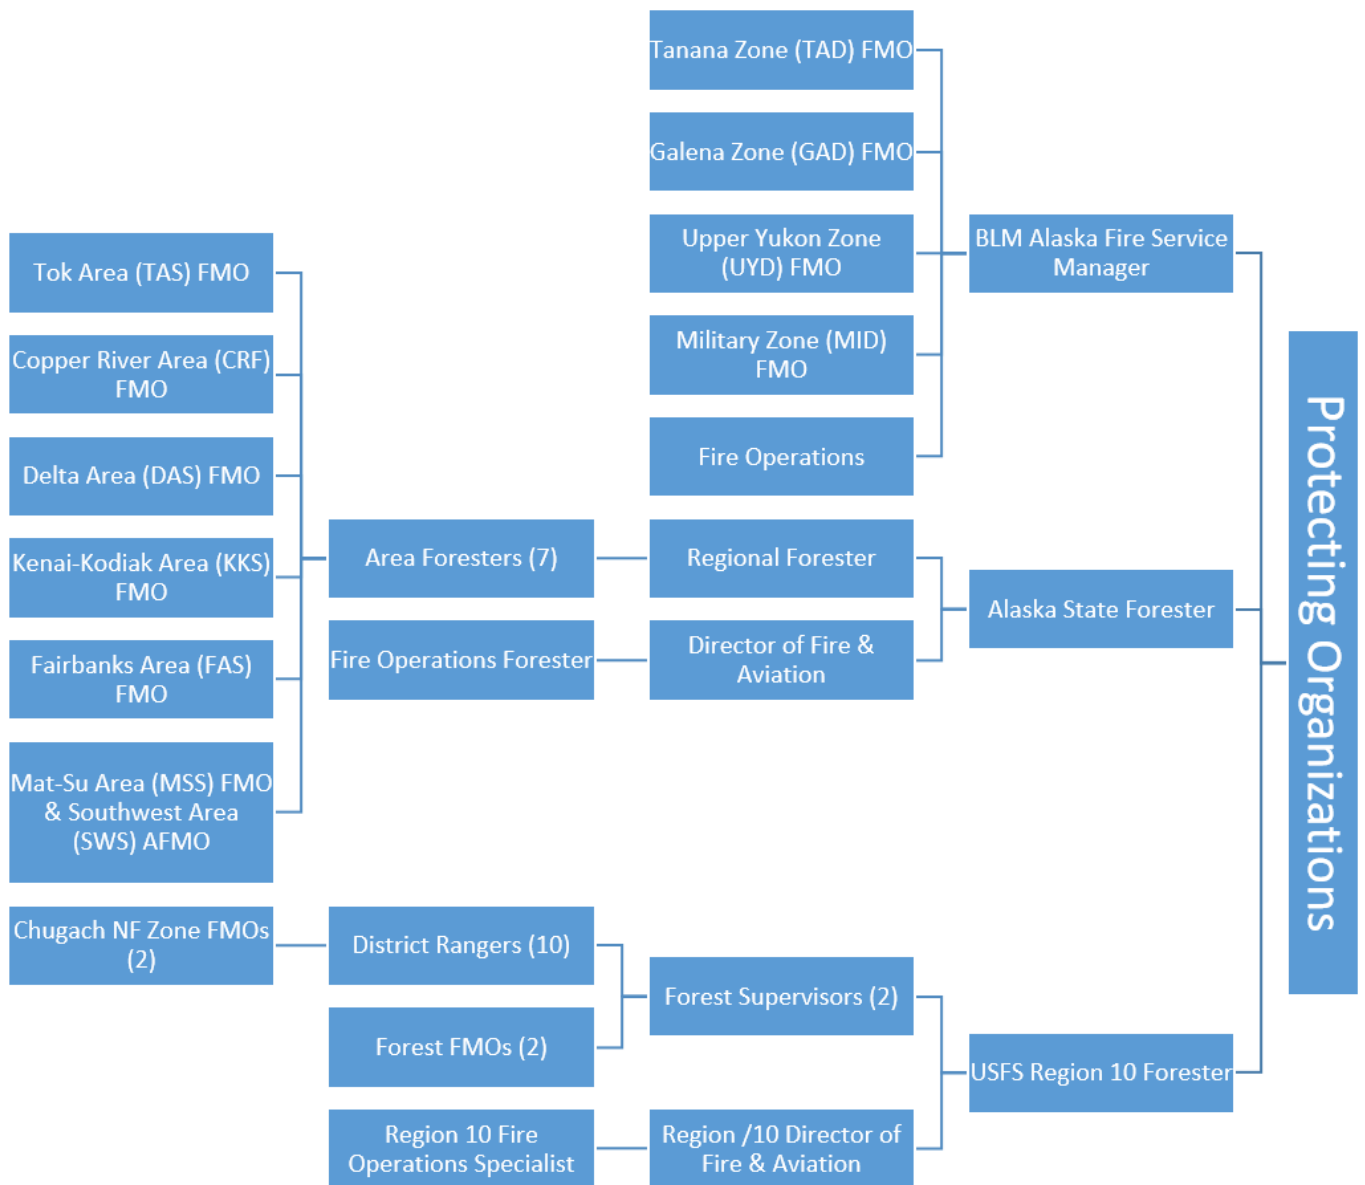 Tanana Zone (TAD) FMO
Galena Zone (GAD) FMO
Upper Yukon Zone
(UYD) FMO
Military Zone (MID)
FMO
Fire Operations
BLM Alaska Fire Service
Manager
Tok Area (TAS) FMO
Copper River Area (CRF)
FMO
Delta Area (DAS) FMO
Kenai-Kodiak Area (KKS)
FMO
Fairbanks Area (FAS)
FMO
Mat-Su Area (MSS) FMO
& Southwest Area
(SWS) AFMO
Area Foresters (7)
Regional Forester
Fire Operations Forester
Director of Fire &
Aviation
Alaska State Forester
Chugach NF Zone FMOs
(2)
District Rangers (10)
Forest FMOs (2)
Forest Supervisors (2)
Region 10 Fire
Operations Specialist
Region /10 Director of
Fire & Aviation
USFS Region 10 Forester
Protecting Organizations